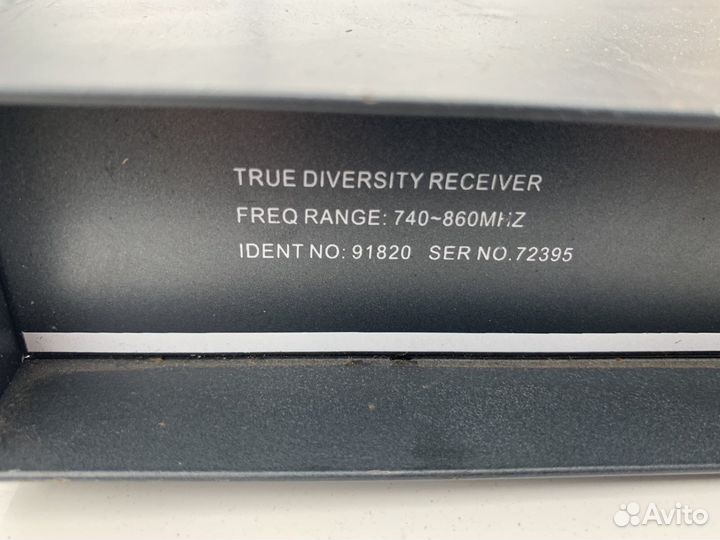 TRUE DIVERSITY RECEIVER
FREQ RANGE: 740~860MHZ
IDENT NO: 91820 SER NO.72395
Avito